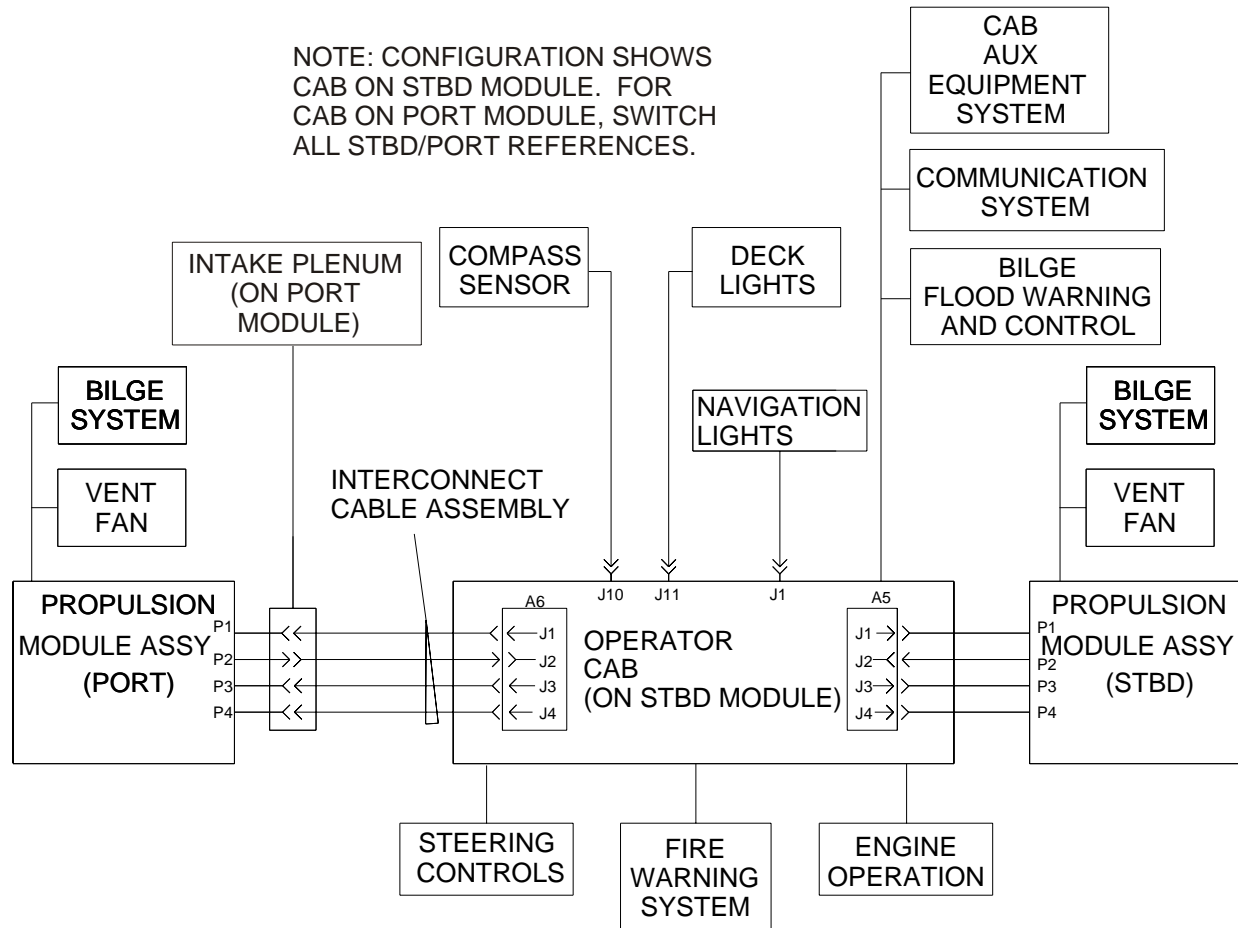 CAB
AUX
EQUIPMENT
SYSTEM
NOTE: CONFIGURATION SHOWS
CAB ON STBD MODULE. FOR
CAB ON PORT MODULE, SWITCH
ALL STBD/PORT REFERENCES.
COMMUNICATION
SYSTEM
INTAKE PLENUM
(ON PORT
MODULE)
COMPASS
SENSOR
DECK
LIGHTS
BILGE
FLOOD WARNING
AND CONTROL
BILGE
SYSTEM
NAVIGATION
LIGHTS
BILGE
SYSTEM
VENT
FAN
INTERCONNECT
CABLE ASSEMBLY
VENT
FAN
PROPULSION
MODULE ASSY
(PORT)
P1
P2
P3
P4
A6
J1
J2
J3
J4
J10
J11
J1
A5
OPERATOR
CAB
(ON STBD MODULE)
J1
J2
J3
J4
P1
P2
P3
P4
PROPULSION
MODULE ASSY
(STBD)
STEERING
CONTROLS
FIRE
WARNING
SYSTEM
ENGINE
OPERATION